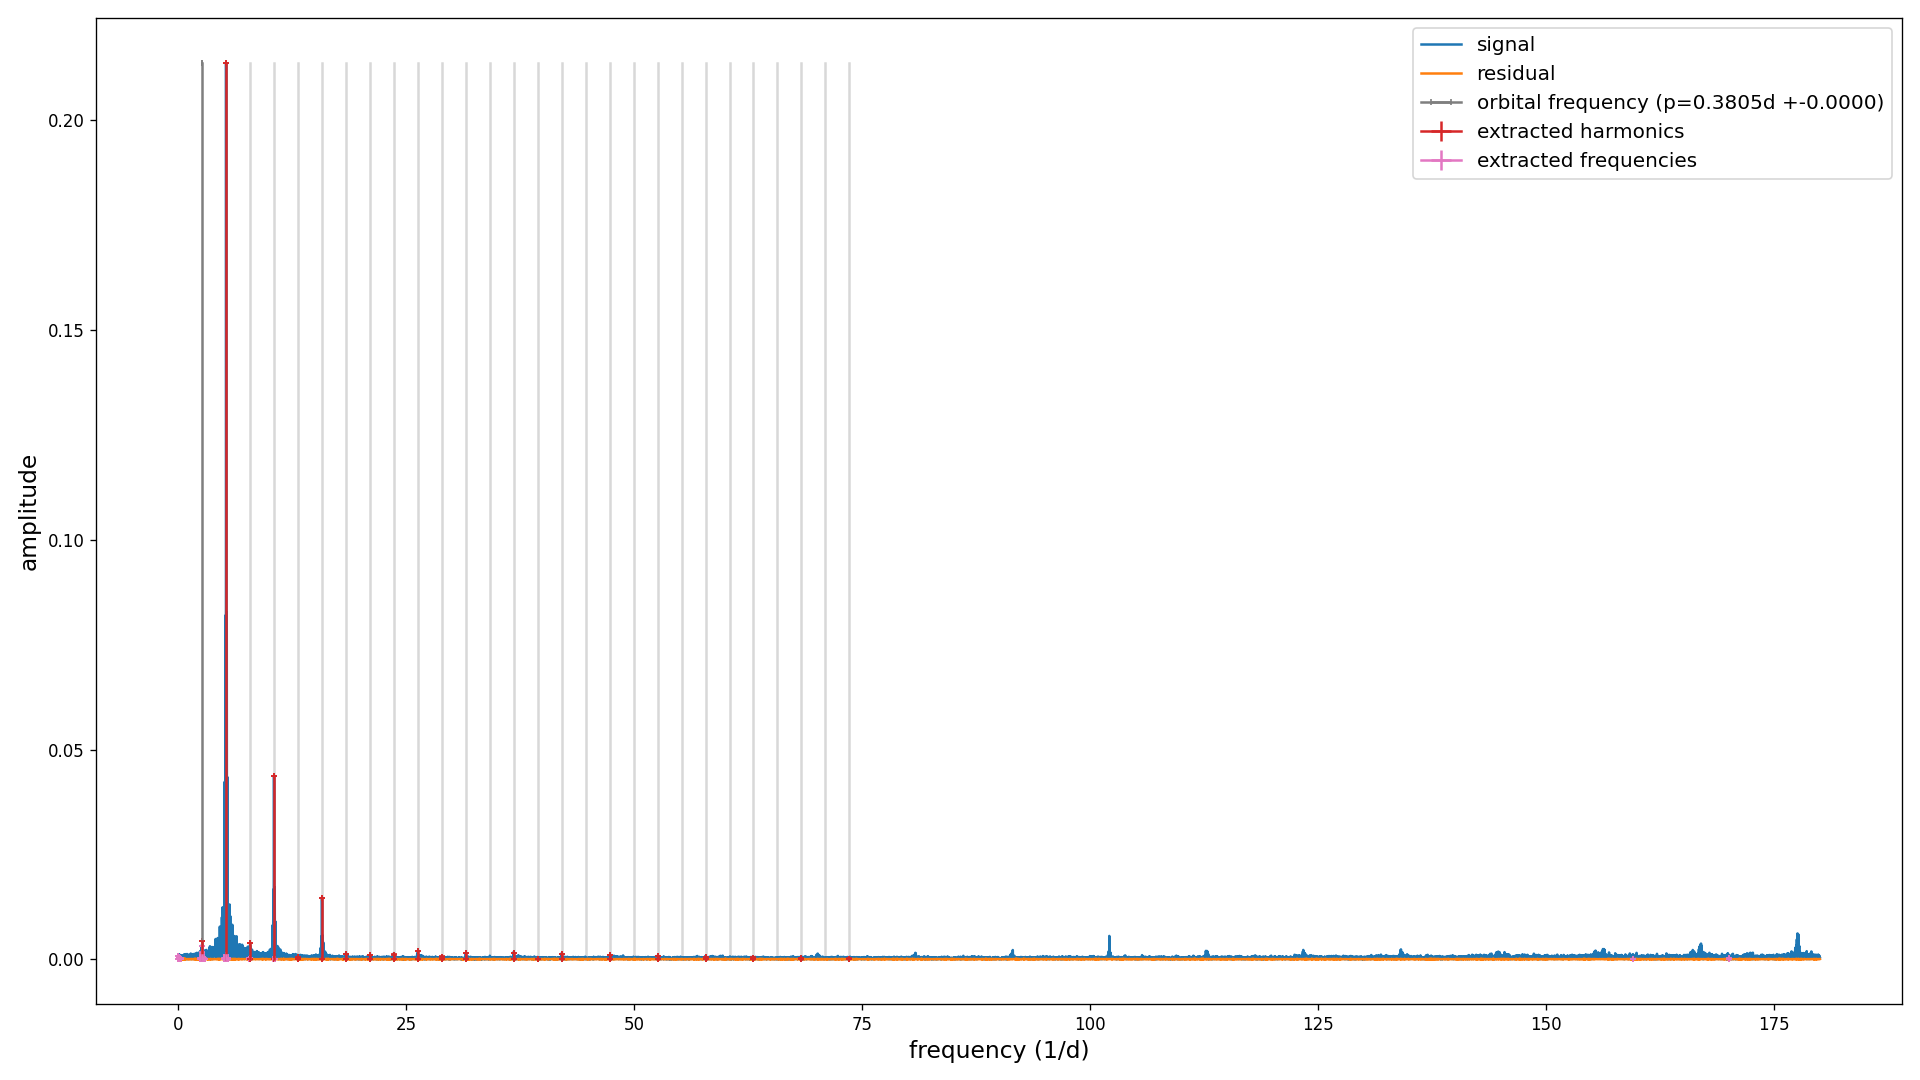 signal
residual
orbital frequency (p=0.3805d +-0.0000)
extracted harmonics
extracted frequencies
0.20
0.15
0.10
0.05
0.00
amplitude
0 25 50 75 100 125 150 175
frequency (1/d)